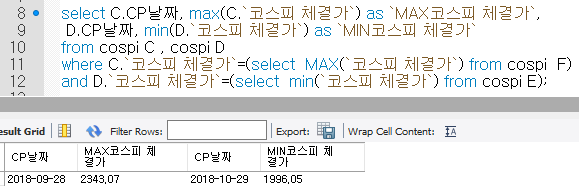 8 select C.CP날짜, max(C.`코스피 체결가`) as `MAX코스피 체결가`,
9 D.CP날짜, min(D.`코스피 체결가`) as `MIN코스피 체결가`
10 from cospi C , cospi D
11 where C.`코스피 체결가`=(select MAX(`코스피 체결가`) from cospi F)
12 and D.`코스피 체결가`=(select min(`코스피 체결가`) from cospi E);
esult Grid Filter Rows: Export: Wrap Cell Content: IA
CP날짜 MAX코스피 체결가 CP날짜 MIN코스피 체결가
2018-09-28 2343,07 2018-10-29 1996,05